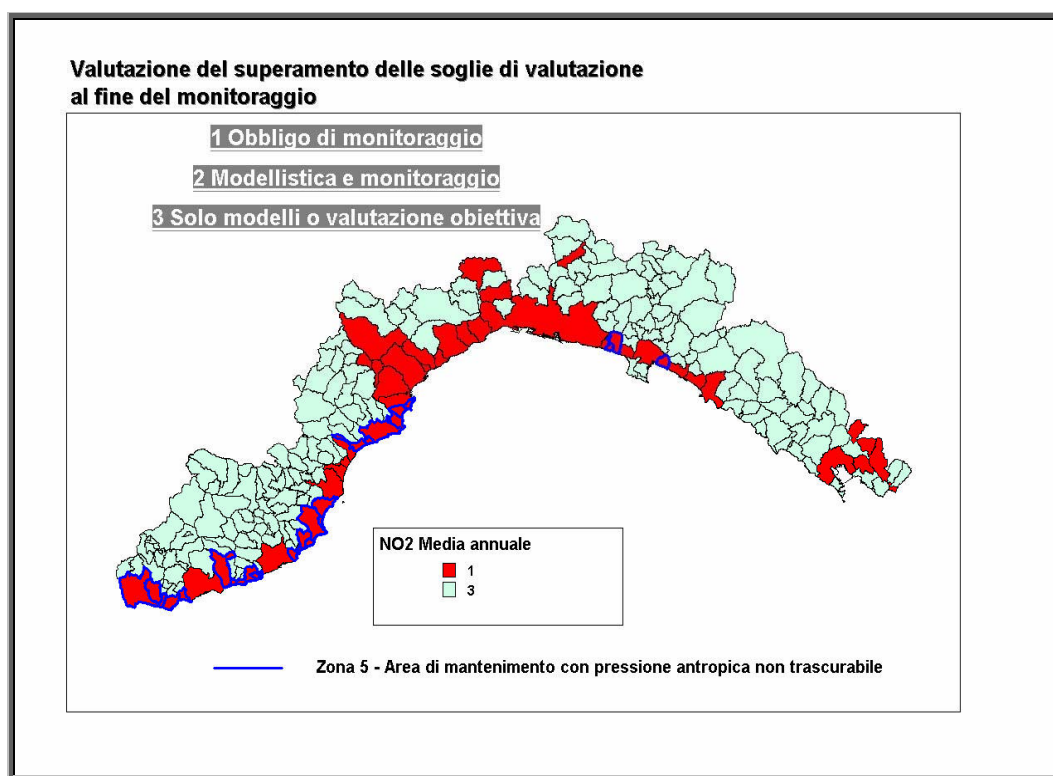 Valutazione del superamento delle soglie di valutazione
al fine del monitoraggio
1 Obbligo di monitoraggio
2 Modellistica e monitoraggio
3 Solo modelli o valutazione obiettiva
NO2 Media annuale
1
3
Zona 5 - Area di mantenimento con pressione antropica non trascurabile